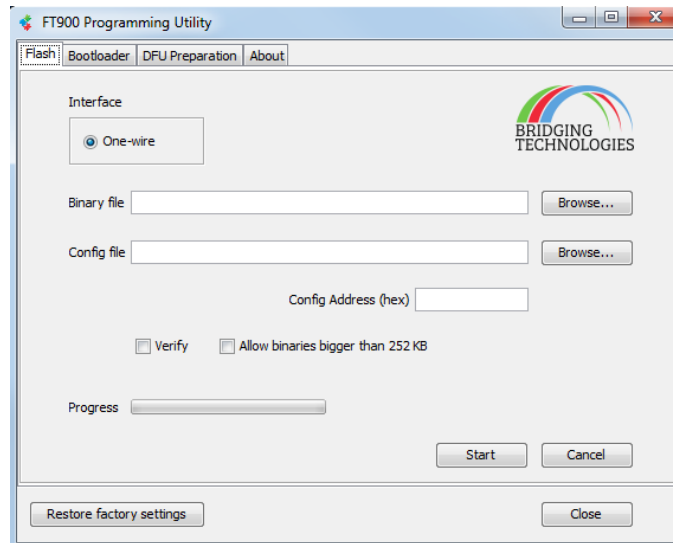 FT900 Programming Utility
Flash Bootloader DFU Preparation About
Interface
One-wire
BRIDGING
TECHNOLOGIES
Binary file Browse...
Config file Browse...
Config Address (hex)
Verify Allow binaries bigger than 252 KB
Progress
Start Cancel
Restore factory settings Close